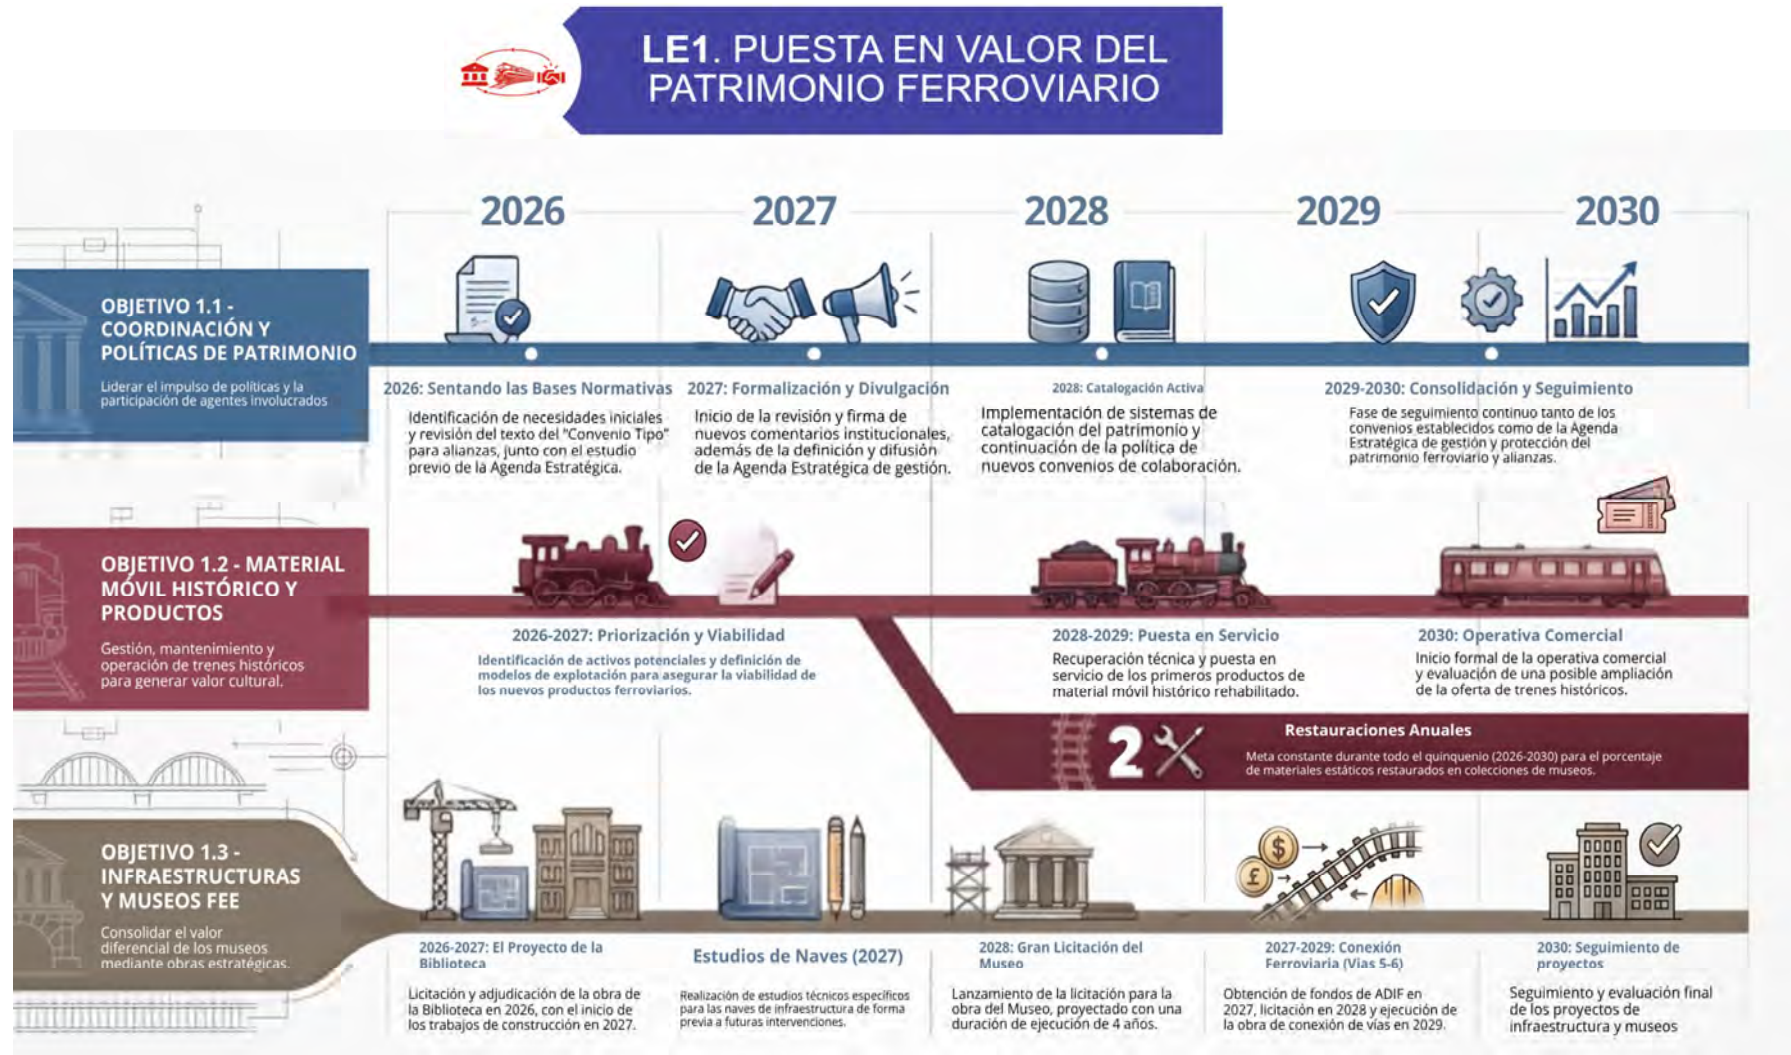 LE1. PUESTA EN VALOR DEL
PATRIMONIO FERROVIARIO
2026
2027
2028
2029
2030
OBJETIVO 1.1 -
COORDINACIÓN Y
POLÍTICAS DE PATRIMONIO
Liderar el impulso de políticas y la
participación de agentes involucrados
2026: Sentando las Bases Normativas
Identificación de necesidades iniciales
y revisión del texto del "Convenio Tipo"
para alianzas, junto con el estudio
previo de la Agenda Estratégica.
2027: Formalización y Divulgación
Inicio de la revisión y firma de
nuevos comentarios institucionales,
además de la definición y difusión
de la Agenda Estratégica de gestión.
2028: Catalogación Activa
Implementación de sistemas de
catalogación del patrimonio y
continuación de la política de
nuevos convenios de colaboración.
2029-2030: Consolidación y Seguimiento
Fase de seguimiento continuo tanto de los
convenios establecidos como de la Agenda
Estratégica de gestión y protección del
patrimonio ferroviario y alianzas.
OBJETIVO 1.2 - MATERIAL
MÓVIL HISTÓRICO Y
PRODUCTOS
Gestión, mantenimiento y
operación de trenes históricos
para generar valor cultural.
2026-2027: Priorización y Viabilidad
Identificación de activos potenciales y definición de
modelos de explotación para asegurar la viabilidad de
los nuevos productos ferroviarios.
2028-2029: Puesta en Servicio
Recuperación técnica y puesta en
servicio de los primeros productos de
material móvil histórico rehabilitado.
2030: Operativa Comercial
Inicio formal de la operativa comercial
y evaluación de una posible ampliación
de la oferta de trenes históricos.
2
Restauraciones Anuales
Meta constante durante todo el quinquenio (2026-2030) para el porcentaje
de materiales estáticos restaurados en colecciones de museos.
OBJETIVO 1.3 -
INFRAESTRUCTURAS
Y MUSEOS FEE
Consolidar el valor
diferencial de los museos
mediante obras estratégicas.
2026-2027: El Proyecto de la
Biblioteca
Licitación y adjudicación de la obra de
la Biblioteca en 2026, con el inicio de
los trabajos de construcción en 2027.
Estudios de Naves (2027)
Realización de estudios técnicos específicos
para las naves de infraestructura de forma
previa a futuras intervenciones.
2028: Gran Licitación del
Museo
Lanzamiento de la licitación para la
obra del Museo, proyectado con una
duración de ejecución de 4 años.
$
£
2027-2029: Conexión
Ferroviaria (Vías 5-6)
Obtención de fondos de ADIF en
2027, licitación en 2028 y ejecución de
la obra de conexión de vías en 2029.
2030: Seguimiento de
proyectos
Seguimiento y evaluación final
de los proyectos de
infraestructura y museos